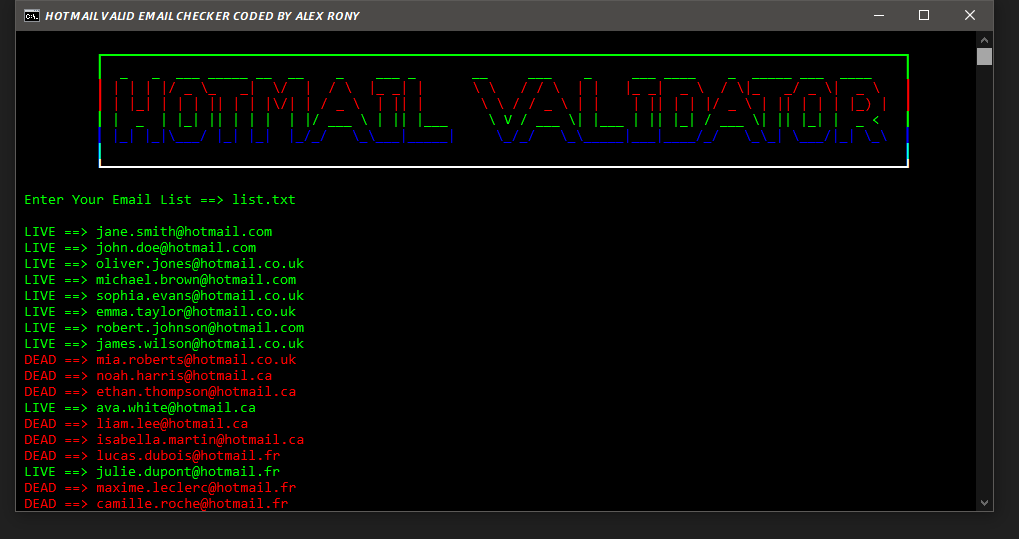 HOTMAIL VALID EMAIL CHECKER CODED BY ALEX RONY
HOTMAIL VALIDATOR
Enter Your Email List ==> list.txt
LIVE ==> jane.smith@hotmail.com
LIVE ==> john.doe@hotmail.com
LIVE ==> oliver.jones@hotmail.co.uk
LIVE ==> michael.brown@hotmail.com
LIVE ==> sophia.evans@hotmail.co.uk
LIVE ==> emma.taylor@hotmail.co.uk
LIVE ==> robert.johnson@hotmail.com
LIVE ==> james.wilson@hotmail.co.uk
DEAD ==> mia.roberts@hotmail.co.uk
DEAD ==> noah.harris@hotmail.ca
DEAD ==> ethan.thompson@hotmail.ca
LIVE ==> ava.white@hotmail.ca
DEAD ==> liam.lee@hotmail.ca
DEAD ==> isabella.martin@hotmail.ca
DEAD ==> lucas.dubois@hotmail.fr
LIVE ==> julie.dupont@hotmail.fr
DEAD ==> maxime.leclerc@hotmail.fr
DEAD ==> camille.roche@hotmail.fr